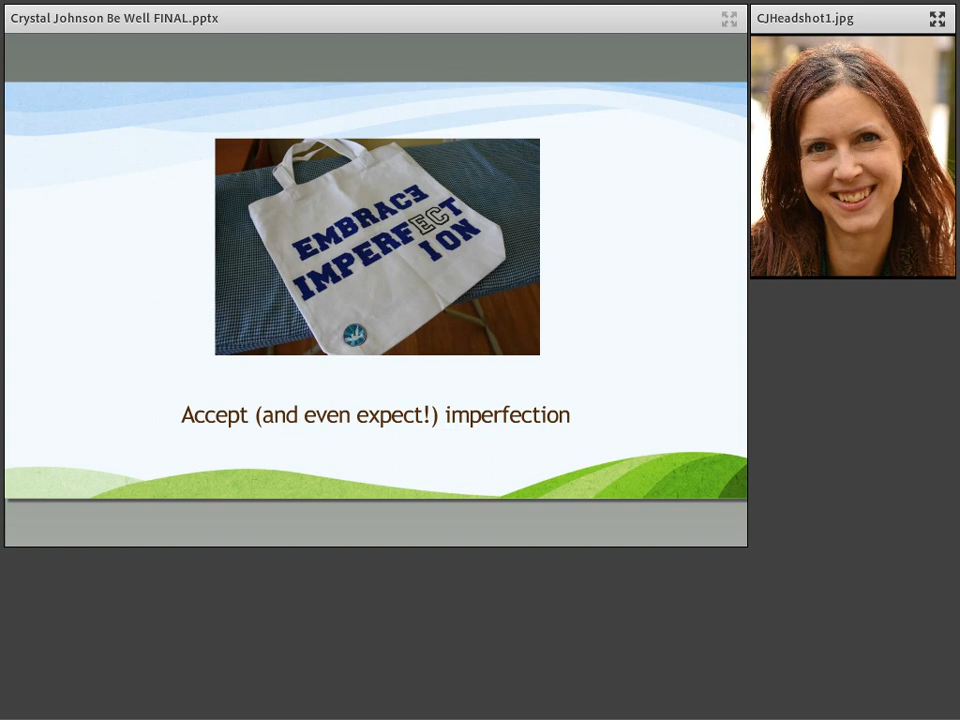 Crystal Johnson Be Well FINAL.pptx
CJHeadshot1.jpg
EMBRACE
IMPERFECT
ION
Accept (and even expect!) imperfection